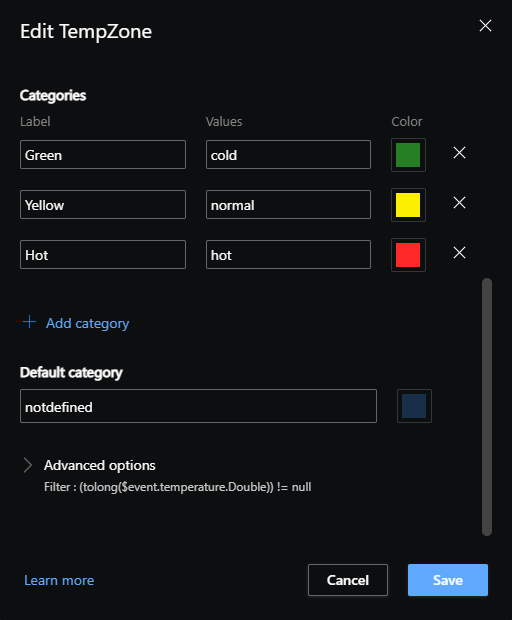 Edit TempZone
Categories
Label Values Color
Green cold
Yellow normal
Hot hot
Add category
Default category
notdefined
Advanced options
Filter : (tolong($event.temperature.Double)) != null
Learn more Cancel Save